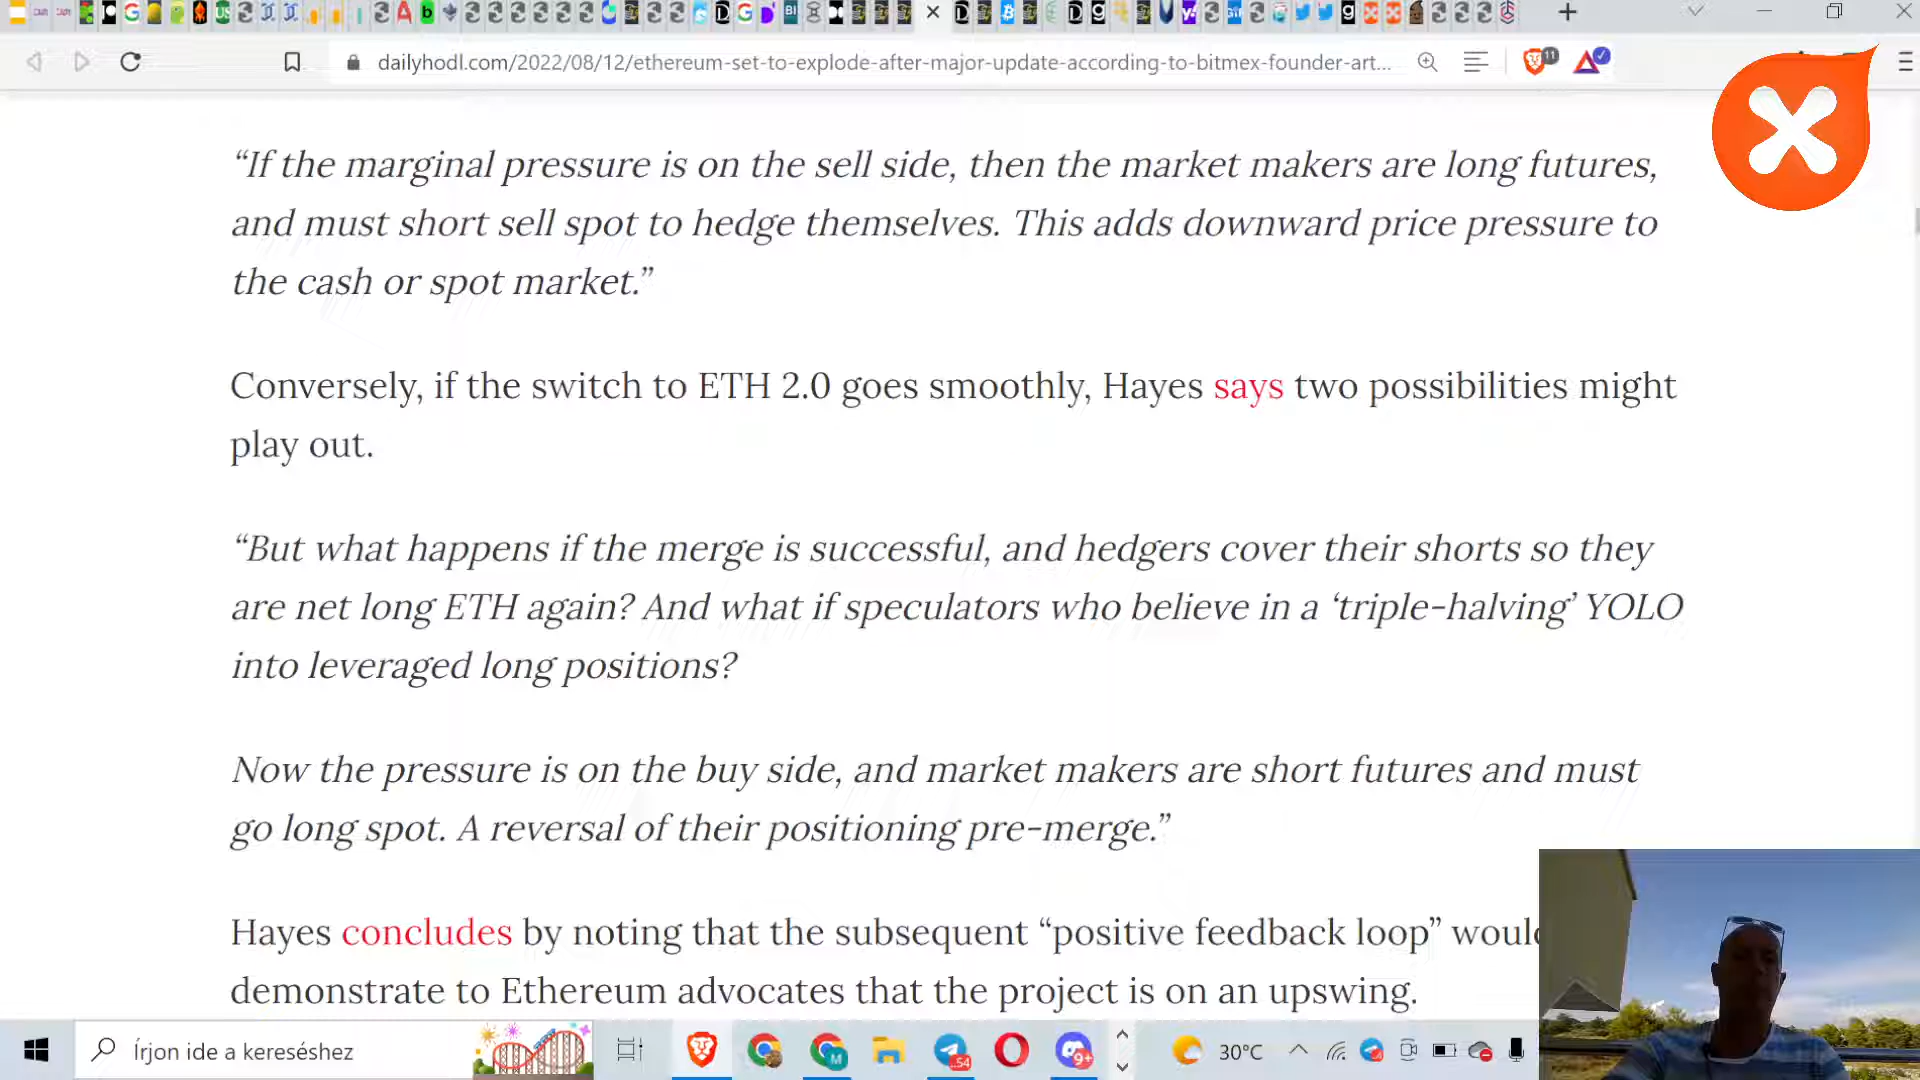 dailyhodl.com/2022/08/12/ethereum-set-to-explode-after-major-update-according-to-bitmex-founder-art...
11
“If the marginal pressure is on the sell side, then the market makers are long futures,
and must short sell spot to hedge themselves. This adds downward price pressure to
the cash or spot market.”
Conversely, if the switch to ETH 2.0 goes smoothly, Hayes says two possibilities might
play out.
“But what happens if the merge is successful, and hedgers cover their shorts so they
are net long ETH again? And what if speculators who believe in a ‘triple-halving’ YOLO
into leveraged long positions?
Now the pressure is on the buy side, and market makers are short futures and must
go long spot. A reversal of their positioning pre-merge.”
Hayes concludes by noting that the subsequent “positive feedback loop” would
demonstrate to Ethereum advocates that the project is on an upswing.
Írjon ide a kereséshez
54
9+
30°C